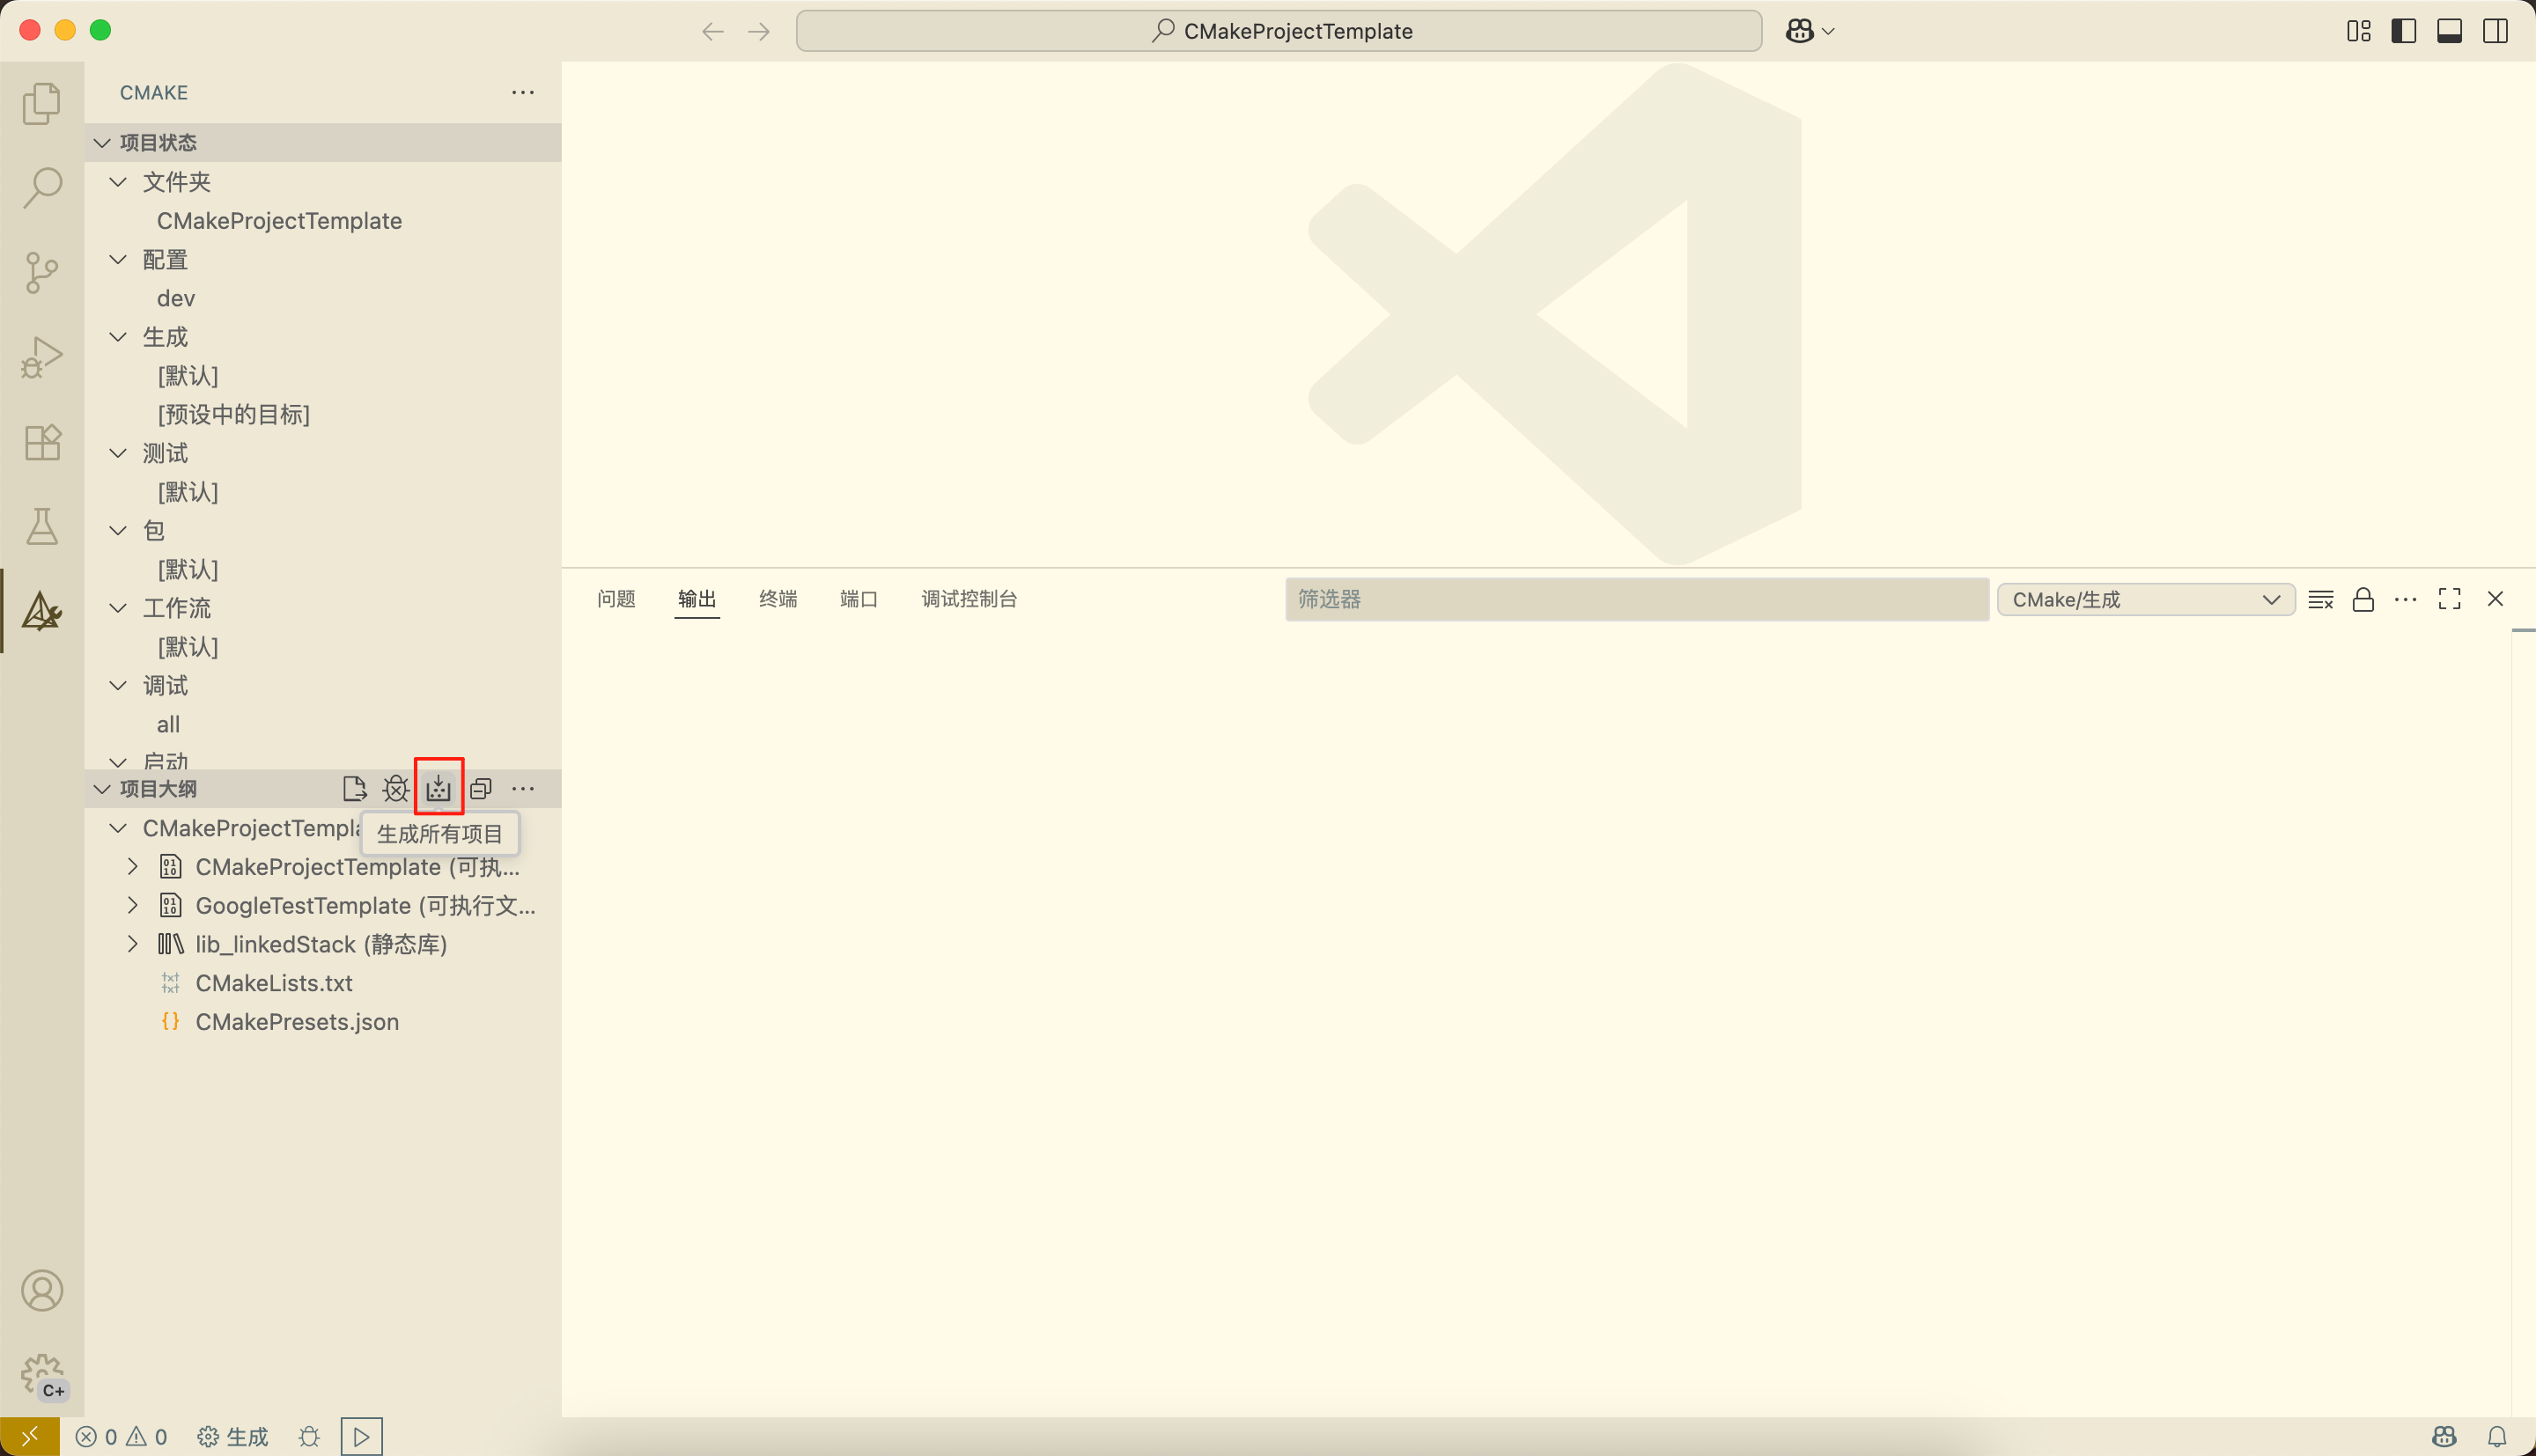 CMakeProjectTemplate
CMAKE
项目状态
文件夹
CMakeProjectTemplate
配置
dev
生成
[默认]
[预设中的目标]
测试
[默认]
包
[默认]
工作流
[默认]
调试
all
启动
项目大纲
生成所有项目
CMakeProjectTempla
CMakeProjectTemplate (可执...
GoogleTestTemplate (可执行文...
lib_linkedStack (静态库)
CMakeLists.txt
CMakePresets.json
问题 输出 终端 端口 调试控制台 筛选器 CMake/生成
C+
0 0 生成